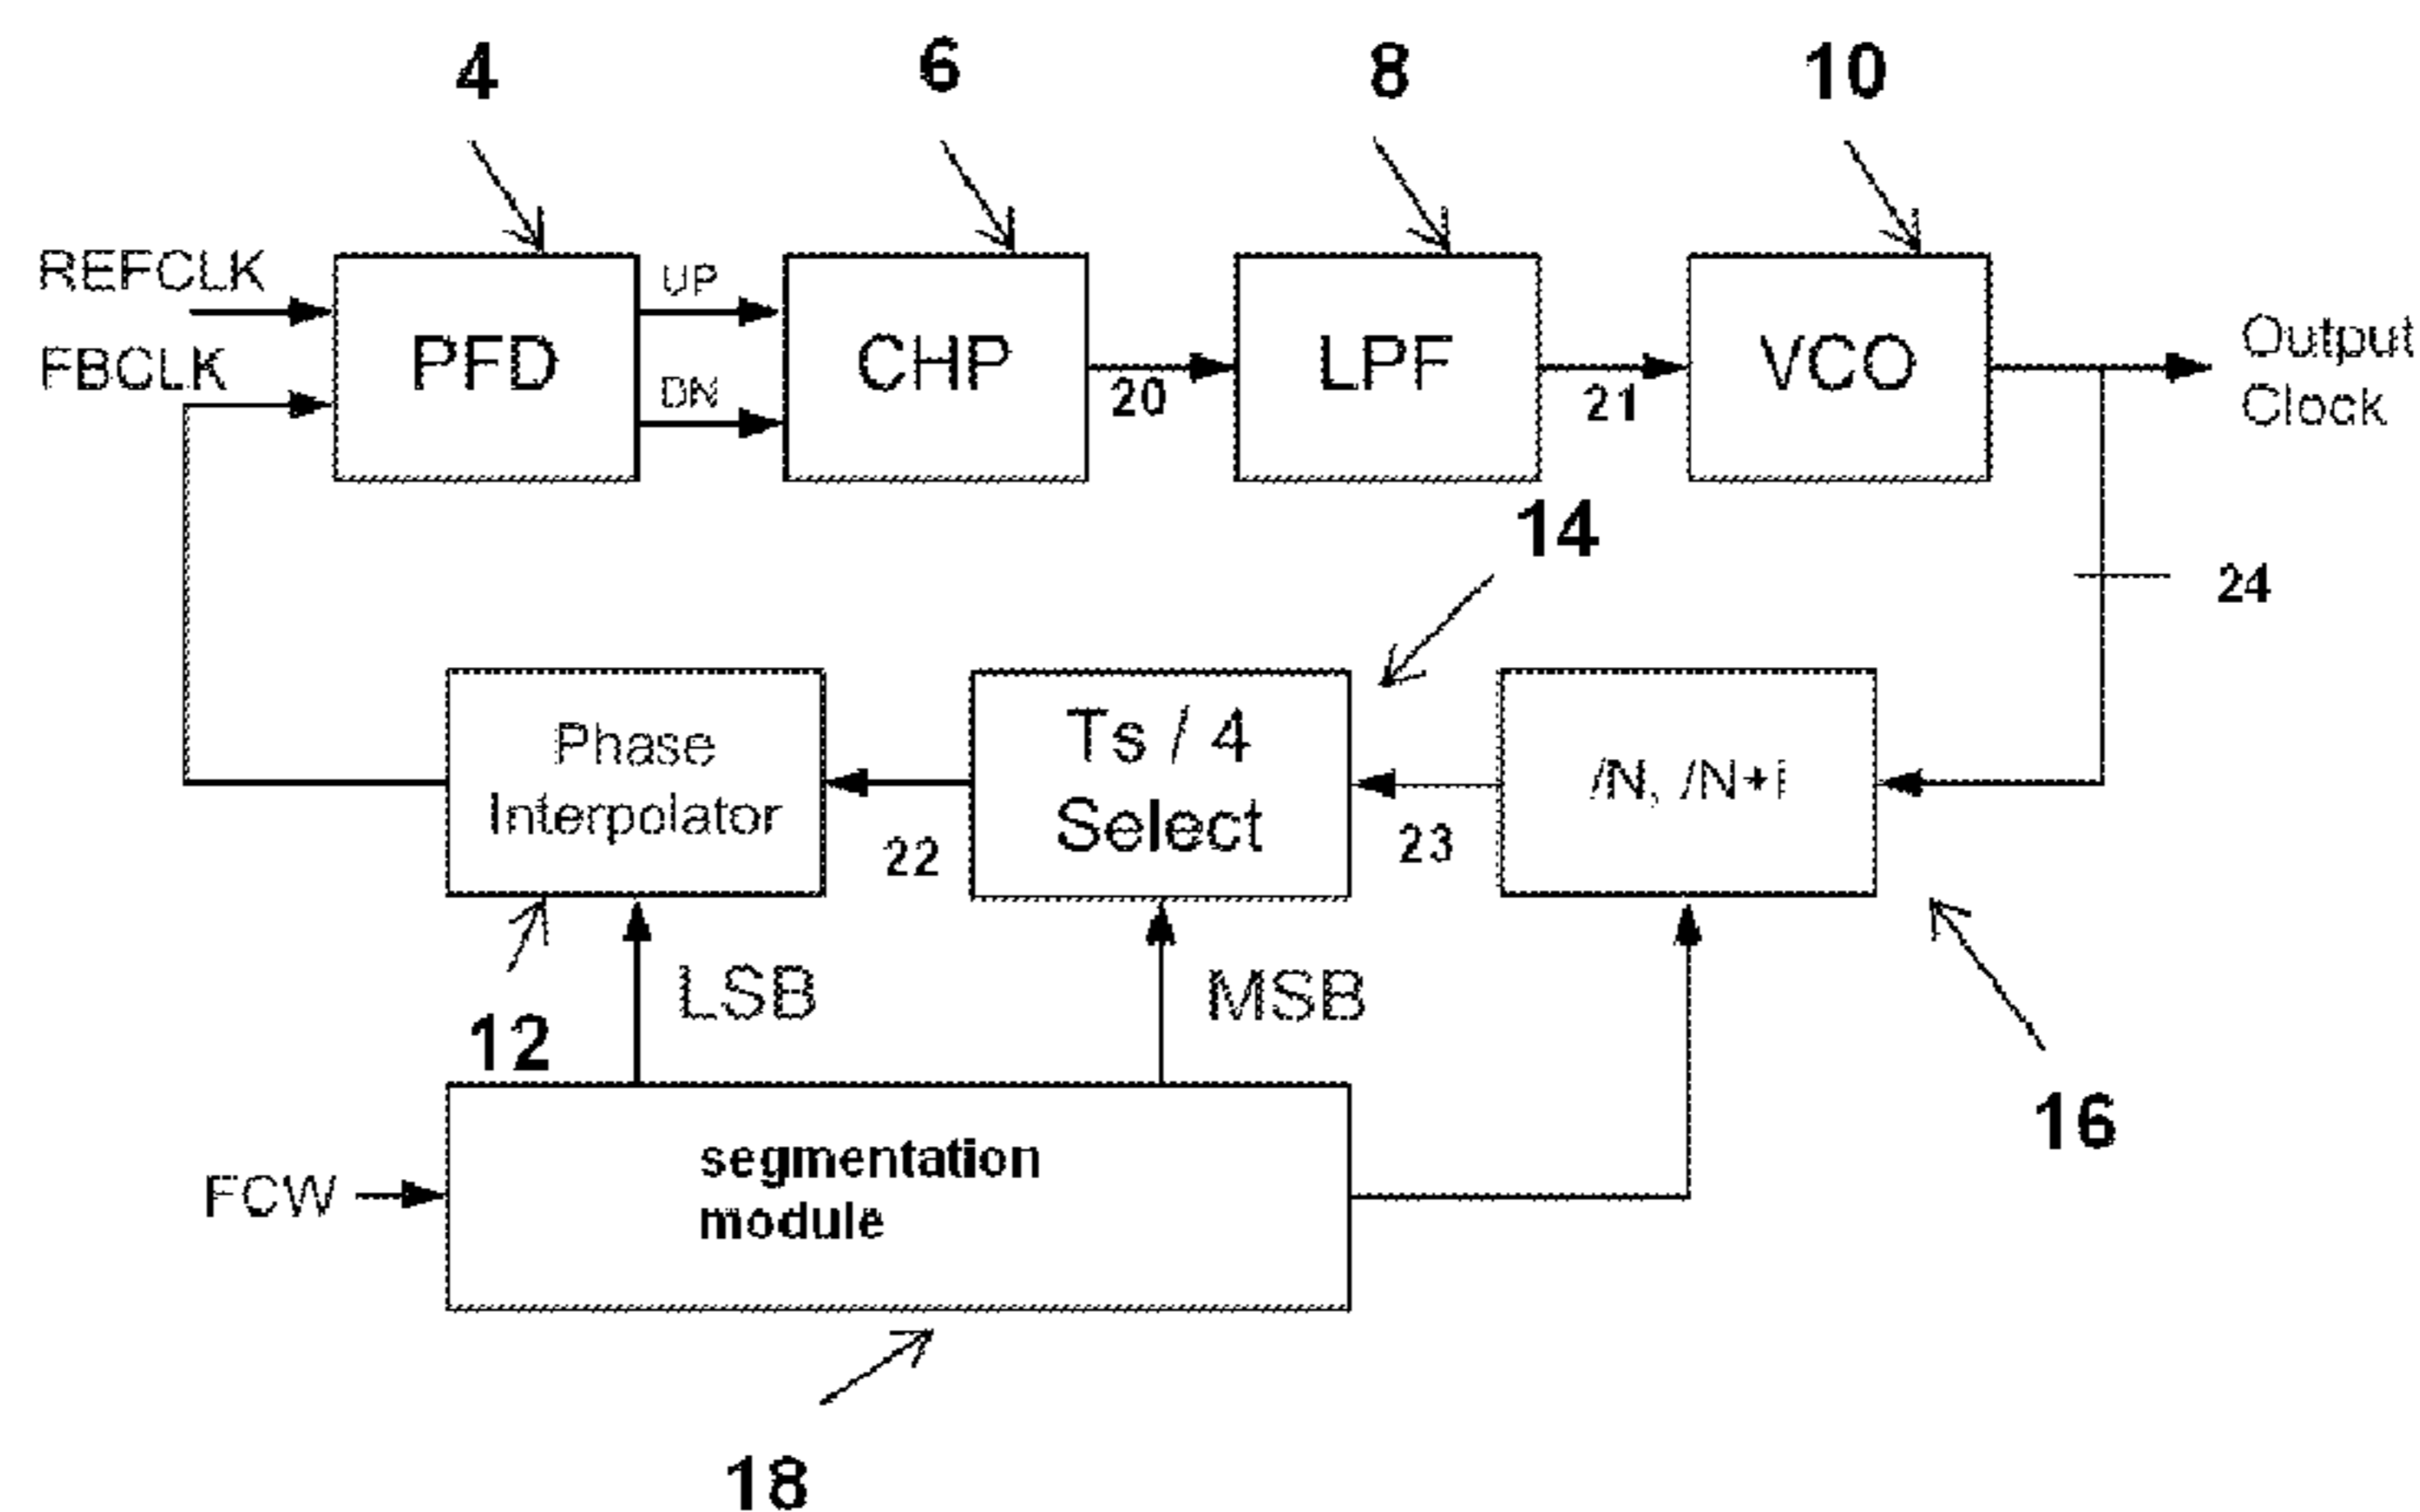 4
6
8
10
REFCLK
FBCLK
PFD
UP
DN
CHP
20
LPF
21
VCO
Output
Clock
14
24
Phase
Interpolator
22
Ts / 4
Select
23
/N, /N+i
12
LSB
MSB
16
FCW
segmentation
module
18